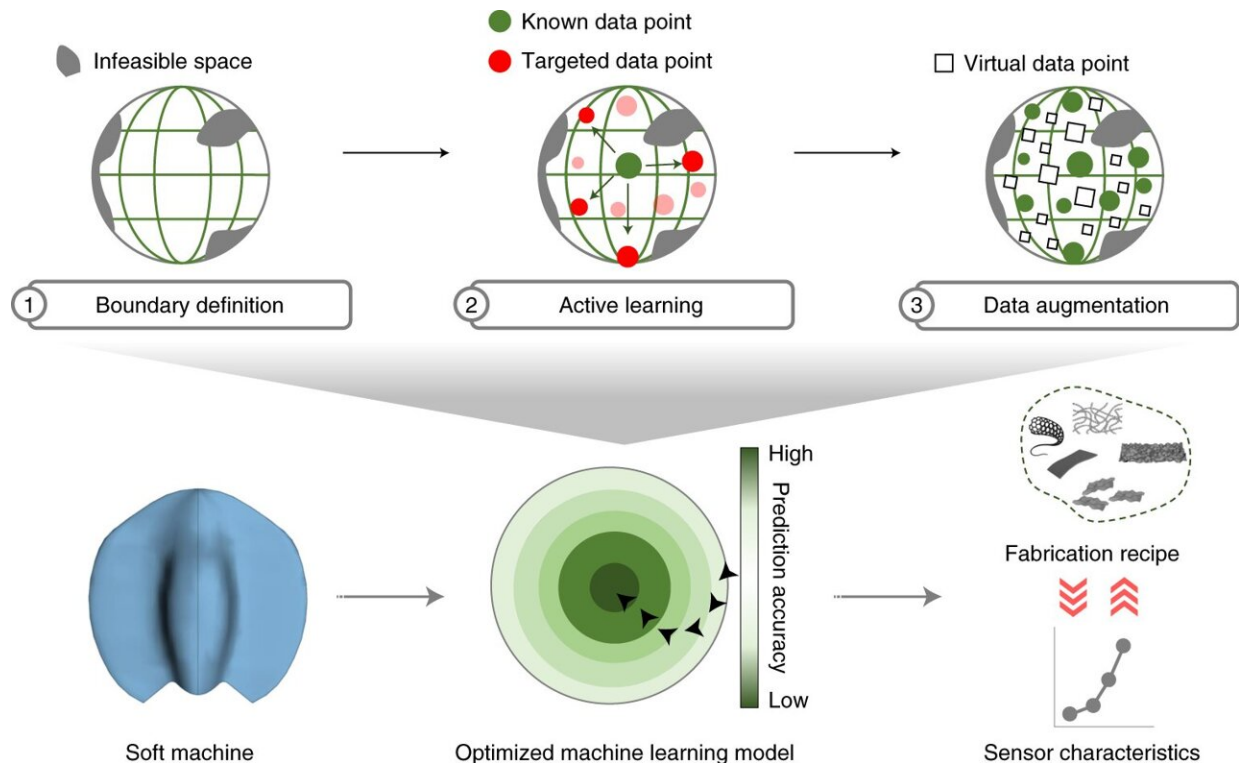 Known data point
Infeasible space
Targeted data point
Virtual data point
1 Boundary definition
2 Active learning
3 Data augmentation
High
Prediction accuracy
Low
Fabrication recipe
Soft machine
Optimized machine learning model
Sensor characteristics